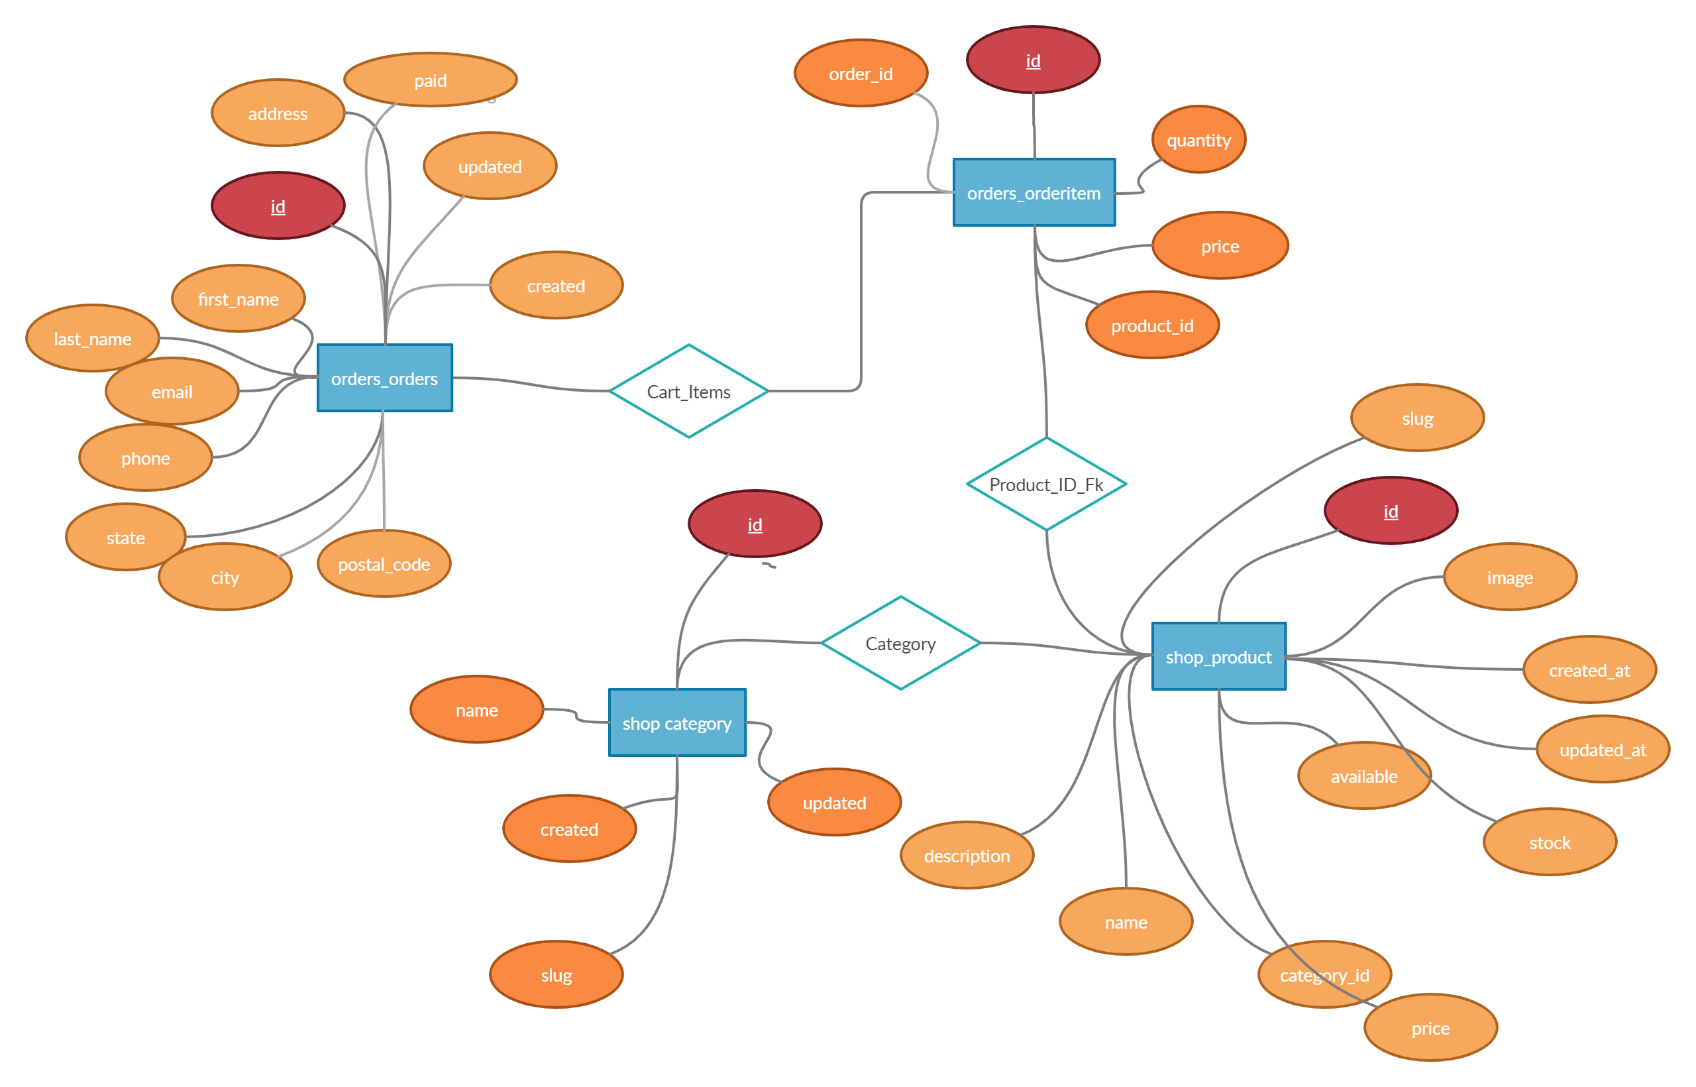 paid
order_id
id
address
updated
quantity
id
orders_orderitem
price
created
first_name
product_id
last_name
orders_orders
email
Cart_Items
slug
phone
Product_ID_Fk
id
id
state
city
postal_code
image
Category
shop_product
created_at
name
shop category
updated_at
available
updated
created
stock
description
name
slug
category_id
price